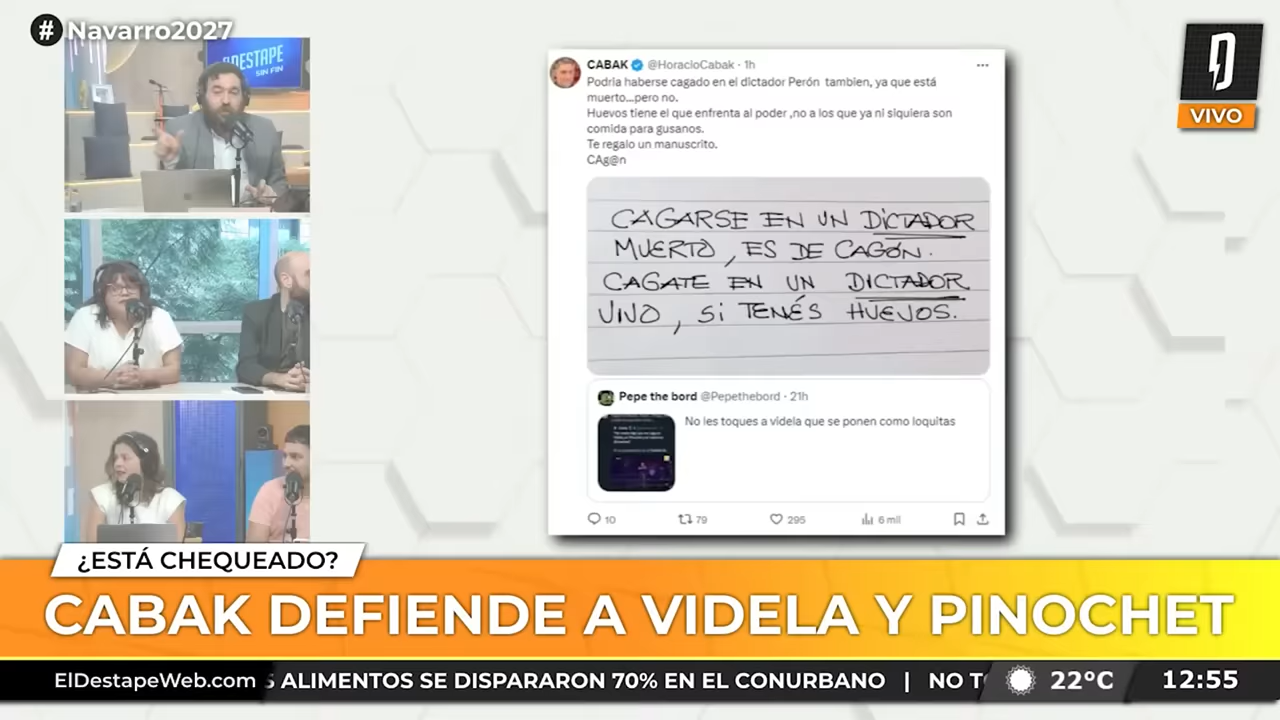 # Navarro2027
ELDESTAPE
SIN FIN
CABAK @HoracioCabak · 1h
Podria haberse cagado en el dictador Perón tambien, ya que está
muerto...pero no.
Huevos tiene el que enfrenta al poder ,no a los que ya ni siquiera son
comida para gusanos.
Te regalo un manuscrito.
CAg@n
CAGARSE EN UN DICTADOR
MUERTO, ES DE CAGÓN.
CAGATE EN UN DICTADOR
VIVO, SI TENÉS HUEVOS.
Pepe the bord @Pepethebord · 21h
No les toques a videla que se ponen como loquitas
10 79 295 6 mil
VIVO
¿ESTÁ CHEQUEADO?
CABAK DEFIENDE A VIDELA Y PINOCHET
ElDestapeWeb.com S ALIMENTOS SE DISPARARON 70% EN EL CONURBANO | NO 22°C 12:55